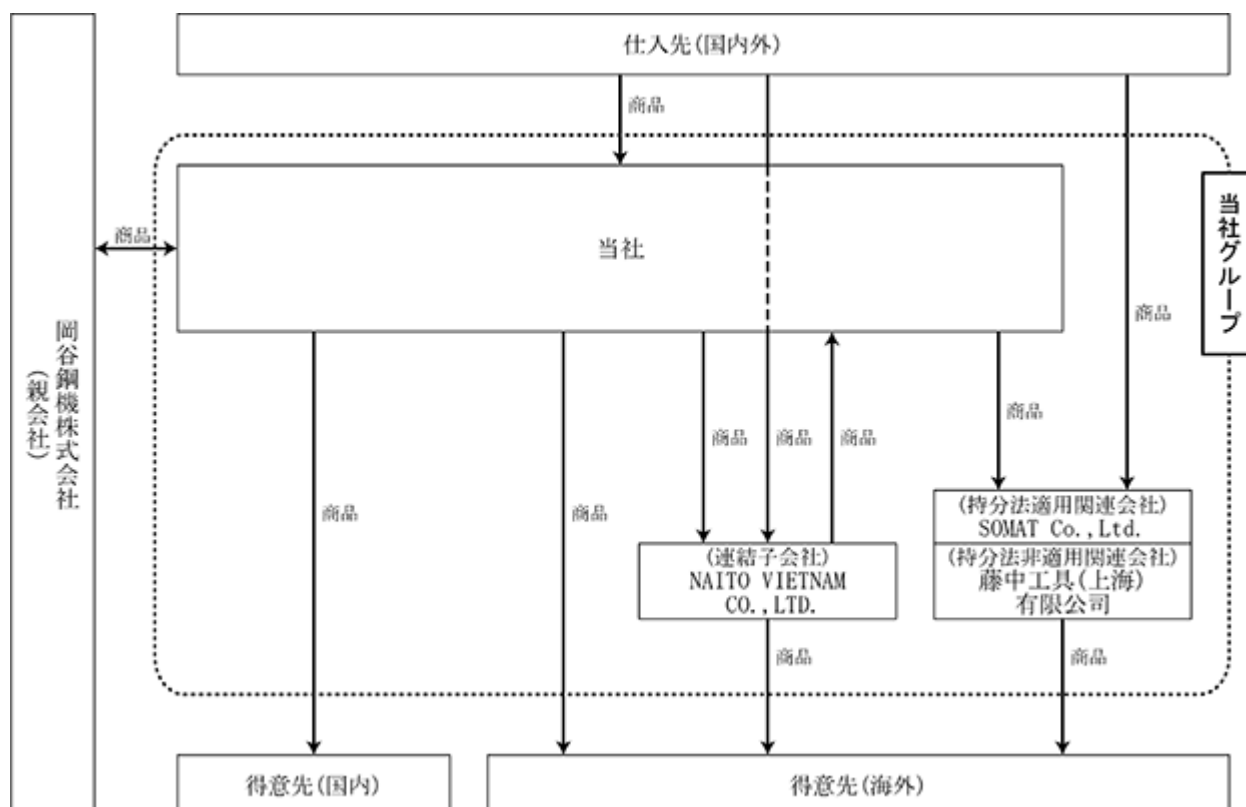 仕入先(国内外)
商品
当社グループ
商品
当社
商品
岡谷鋼機株式会社
(親会社)
商品
商品
商品
商品
商品
商品
(持分法適用関連会社)
SOMAT Co.,Ltd.
(連結子会社)
NAITO VIETNAM
CO.,LTD.
(持分法非適用関連会社)
藤中工具(上海)
有限公司
商品
商品
得意先(国内)
得意先(海外)